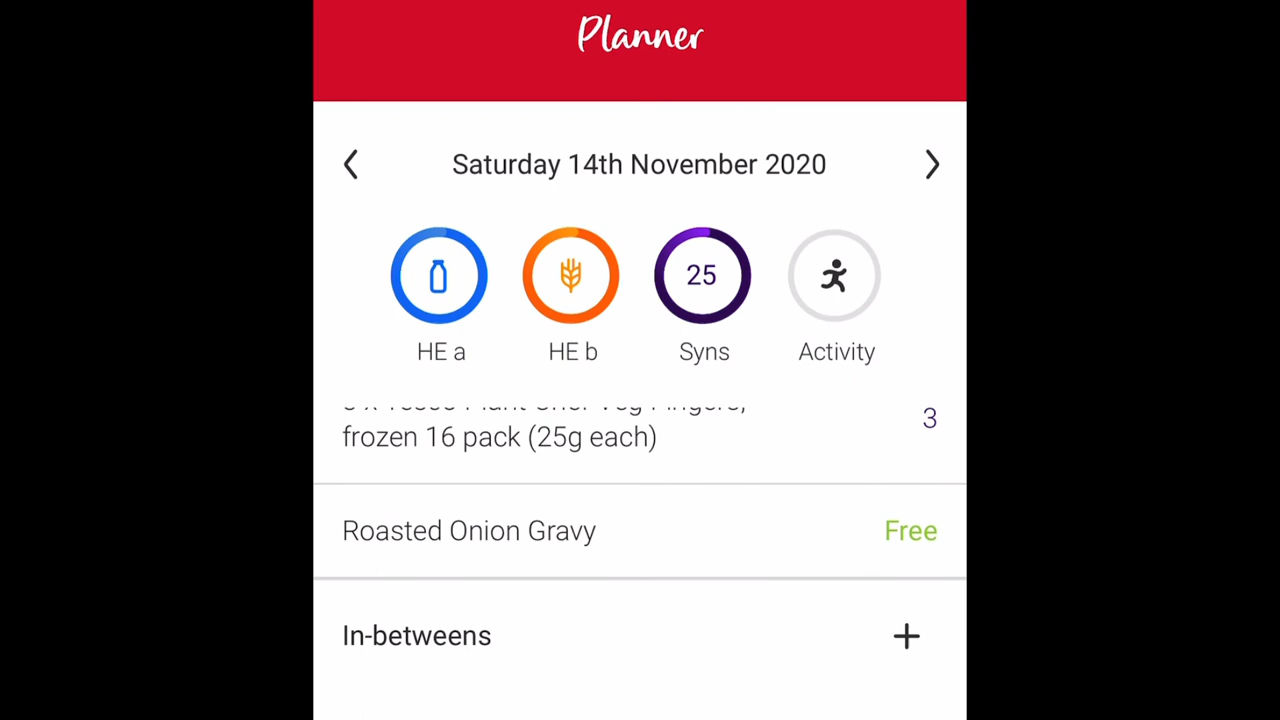 Planner
Saturday 14th November 2020
25
HE a HE b Syns Activity
3
frozen 16 pack (25g each)
Roasted Onion Gravy Free
In-betweens